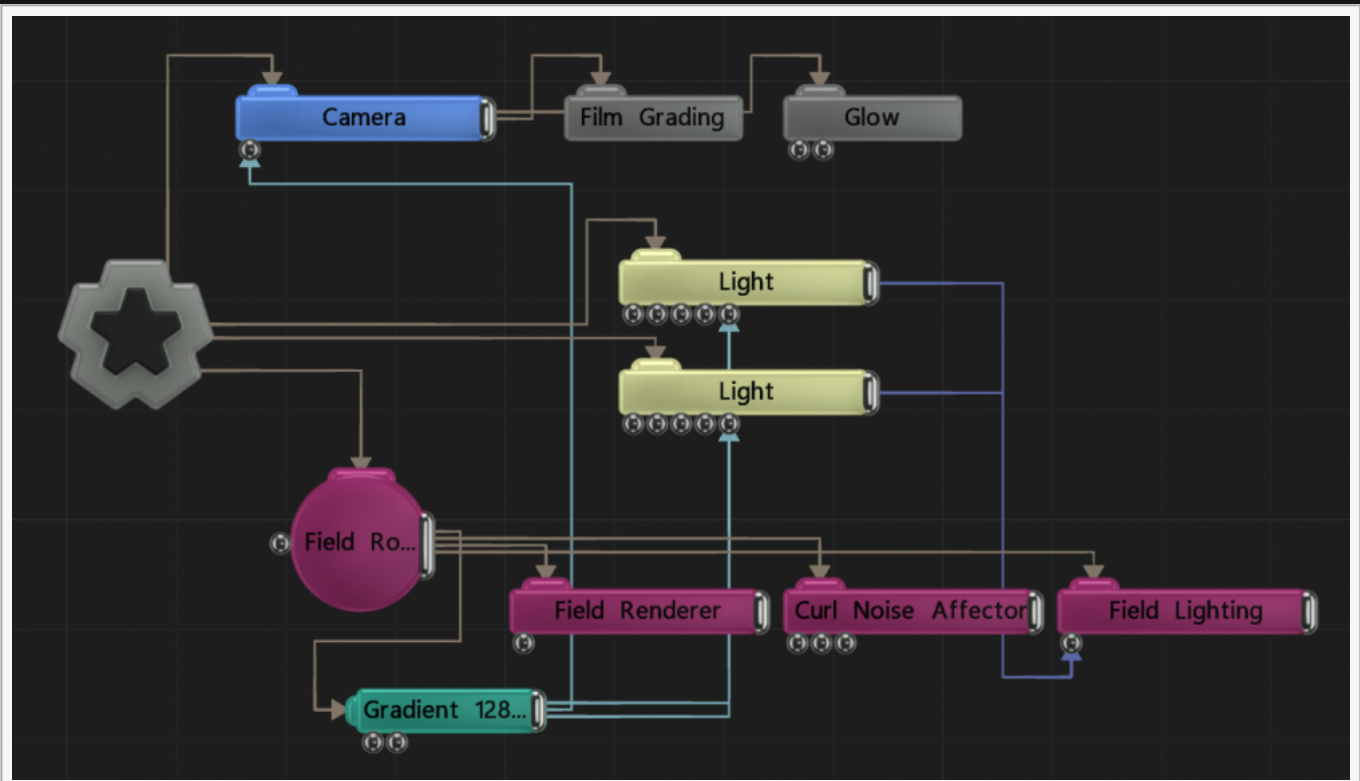 Camera
Film Grading
Glow
Light
Light
Field Ro...
Field Renderer
Curl Noise Affector
Field Lighting
Gradient 128...